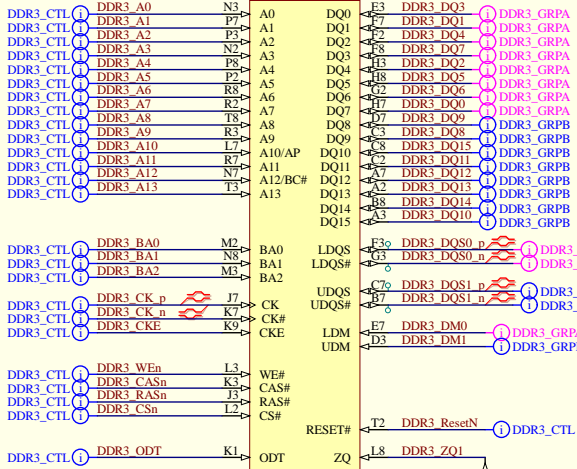 DDR3_CTL i DDR3_A0 N3 A0 DQ0 E3 DDR3_DQ3 i DDR3_GRPA
DDR3_CTL i DDR3_A1 P7 A1 DQ1 F7 DDR3_DQ1 i DDR3_GRPA
DDR3_CTL i DDR3_A2 P3 A2 DQ2 F2 DDR3_DQ4 i DDR3_GRPA
DDR3_CTL i DDR3_A3 N2 A3 DQ3 F8 DDR3_DQ7 i DDR3_GRPA
DDR3_CTL i DDR3_A4 P8 A4 DQ4 H3 DDR3_DQ2 i DDR3_GRPA
DDR3_CTL i DDR3_A5 P2 A5 DQ5 H8 DDR3_DQ5 i DDR3_GRPA
DDR3_CTL i DDR3_A6 R8 A6 DQ6 G2 DDR3_DQ6 i DDR3_GRPA
DDR3_CTL i DDR3_A7 R2 A7 DQ7 H7 DDR3_DQ0 i DDR3_GRPA
DDR3_CTL i DDR3_A8 T8 A8 DQ8 D7 DDR3_DQ9 i DDR3_GRPB
DDR3_CTL i DDR3_A9 R3 A9 DQ9 C3 DDR3_DQ8 i DDR3_GRPB
DDR3_CTL i DDR3_A10 L7 A10/AP DQ10 C8 DDR3_DQ15 i DDR3_GRPB
DDR3_CTL i DDR3_A11 R7 A11 DQ11 C2 DDR3_DQ11 i DDR3_GRPB
DDR3_CTL i DDR3_A12 N7 A12/BC# DQ12 A7 DDR3_DQ12 i DDR3_GRPB
DDR3_CTL i DDR3_A13 T3 A13 DQ13 A2 DDR3_DQ13 i DDR3_GRPB
DQ14 B8 DDR3_DQ14 i DDR3_GRPB
DQ15 A3 DDR3_DQ10 i DDR3_GRPB
DDR3_CTL i DDR3_BA0 M2 BA0 LDQS F3 DDR3_DQS0_p i DDR3_
DDR3_CTL i DDR3_BA1 N8 BA1 LDQS# G3 DDR3_DQS0_n i DDR3_
DDR3_CTL i DDR3_BA2 M3 BA2
UDQS C7 DDR3_DQS1_p i DDR3_
DDR3_CTL i DDR3_CK_p J7 CK UDQS# B7 DDR3_DQS1_n i DDR3_
DDR3_CTL i DDR3_CK_n K7 CK#
DDR3_CTL i DDR3_CKE K9 CKE LDM E7 DDR3_DM0 i DDR3_GRPA
UDM D3 DDR3_DM1 i DDR3_GRP
DDR3_CTL i DDR3_WEn L3 WE#
DDR3_CTL i DDR3_CASn K3 CAS#
DDR3_CTL i DDR3_RASn J3 RAS#
DDR3_CTL i DDR3_CSn L2 CS#
RESET# T2 DDR3_ResetN i DDR3_CTL
DDR3_CTL i DDR3_ODT K1 ODT ZQ L8 DDR3_ZQ1